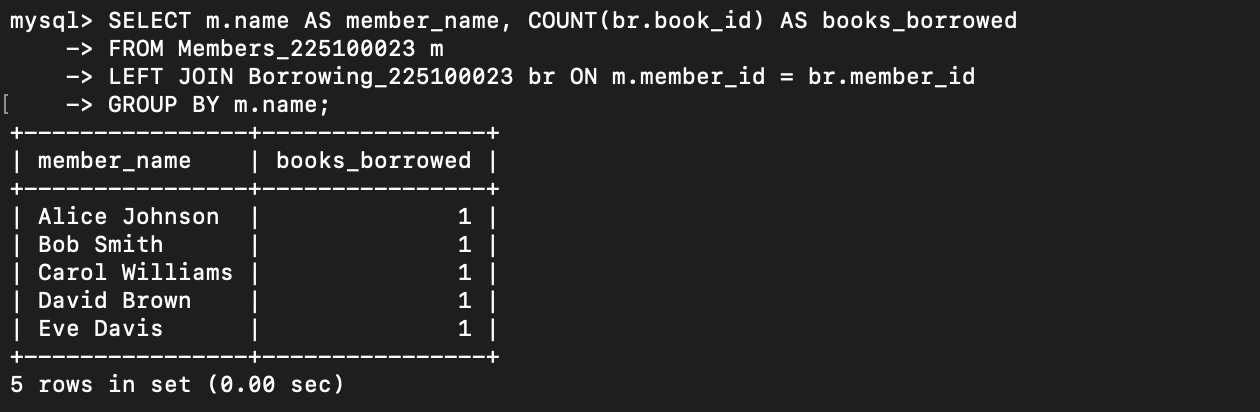 mysql> SELECT m.name AS member_name, COUNT(br.book_id) AS books_borrowed
    -> FROM Members_225100023 m
    -> LEFT JOIN Borrowing_225100023 br ON m.member_id = br.member_id
[    -> GROUP BY m.name;
+----------------+----------------+
| member_name    | books_borrowed |
+----------------+----------------+
| Alice Johnson  |              1 |
| Bob Smith      |              1 |
| Carol Williams |              1 |
| David Brown    |              1 |
| Eve Davis      |              1 |
+----------------+----------------+
5 rows in set (0.00 sec)